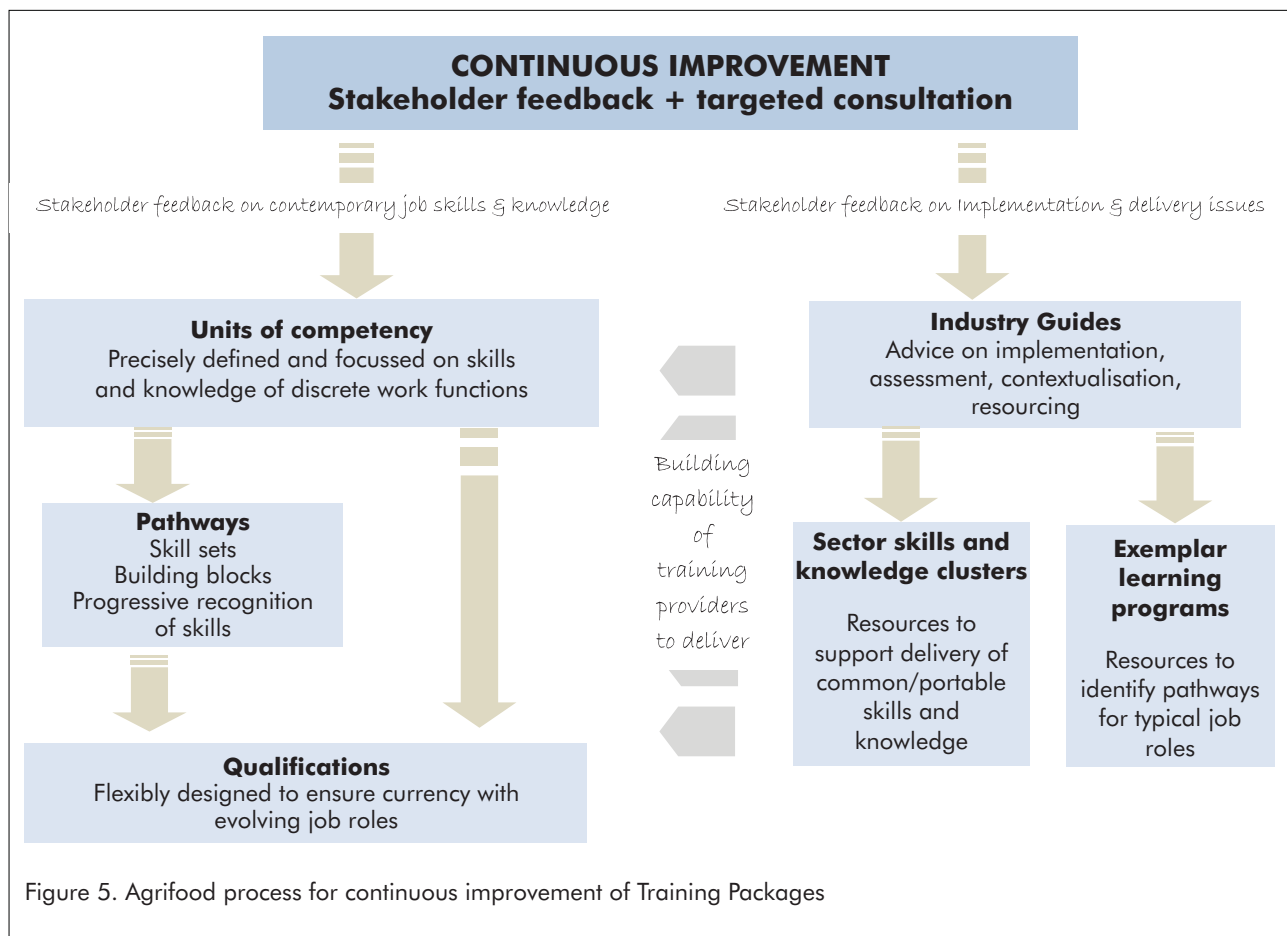 CONTINUOUS IMPROVEMENT
Stakeholder feedback + targeted consultation
Stakeholder feedback on contemporary job skills & knowledge
Stakeholder feedback on Implementation & delivery issues
Units of competency
Precisely defined and focussed on skills
and knowledge of discrete work functions
Pathways
Skill sets
Building blocks
Progressive recognition
of skills
Qualifications
Flexibly designed to ensure currency with
evolving job roles
Building
capability
of
training
providers
to deliver
Industry Guides
Advice on implementation,
assessment, contextualisation,
resourcing
Sector skills and
knowledge clusters
Resources to
support delivery of
common/portable
skills and
knowledge
Exemplar
learning
programs
Resources to
identify pathways
for typical job
roles
Figure 5. Agrifood process for continuous improvement of Training Packages